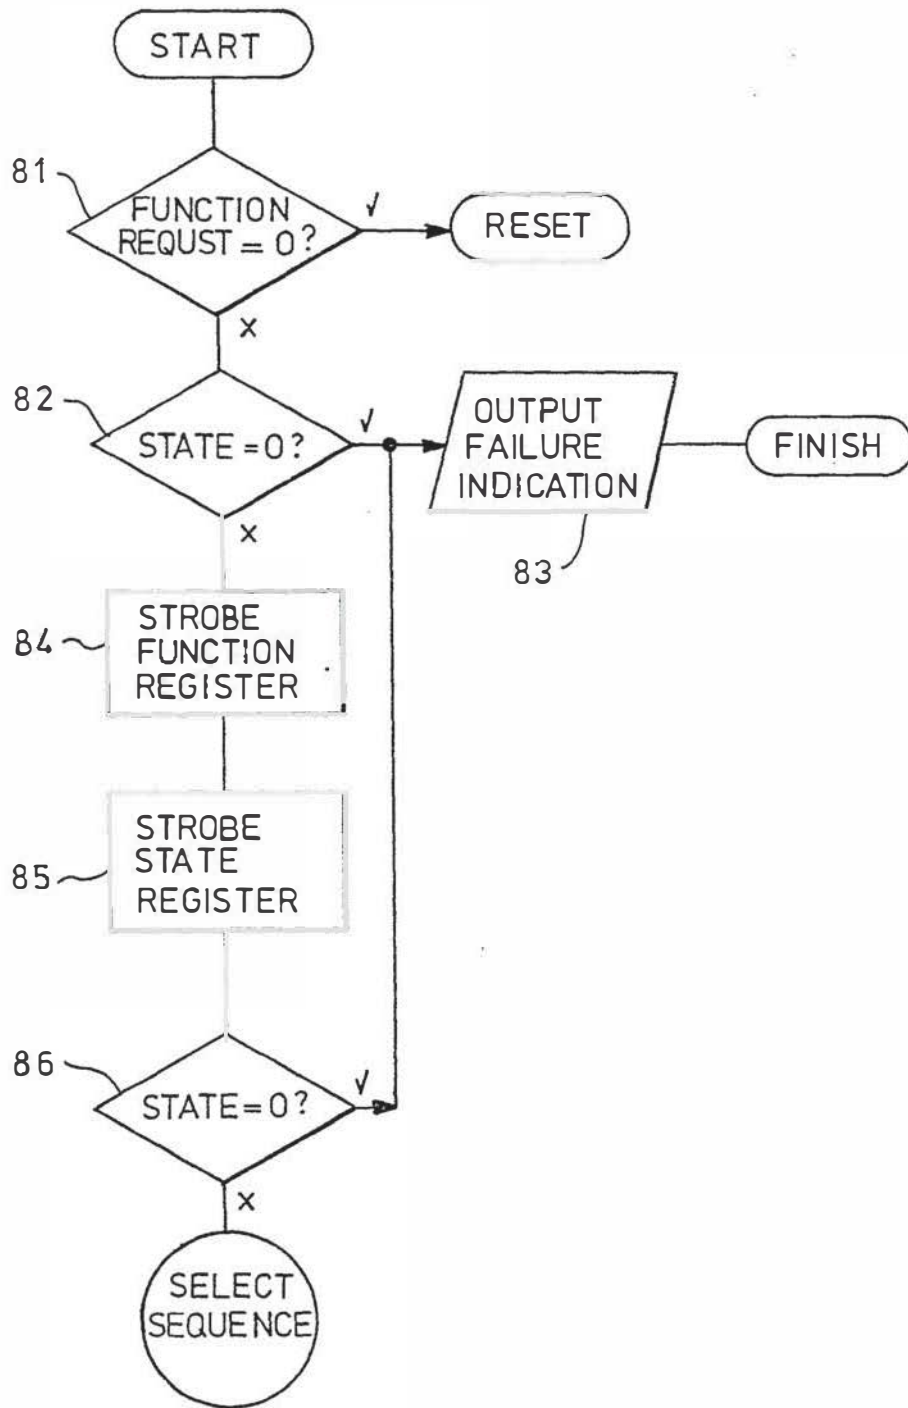 START
81
FUNCTION
REQUST = 0?
√
RESET
X
82
STATE = 0?
√
OUTPUT
FAILURE
INDICATION
FINISH
X
83
84
STROBE
FUNCTION
REGISTER
85
STROBE
STATE
REGISTER
86
STATE = 0?
√
X
SELECT
SEQUENCE